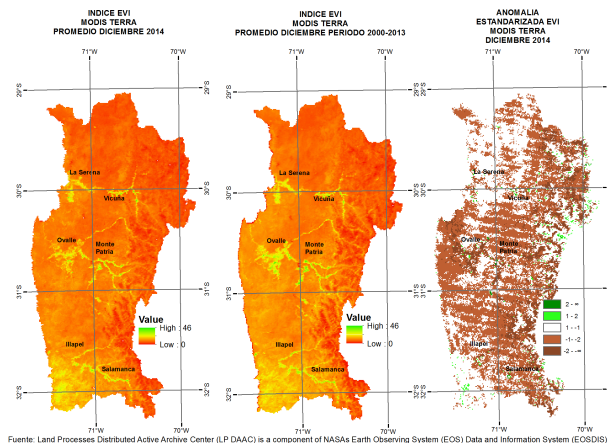 INDICE EVI
MODIS TERRA
PROMEDIO DICIEMBRE 2014
71°W
70°W
29°S
30°S
31°S
32°S
La Serena
Vicuña
Ovalle
Monte
Patria
Illapel
Salamanca
Value
High : 46
Low : 0
71°W
70°W
INDICE EVI
MODIS TERRA
PROMEDIO DICIEMBRE PERIODO 2000-2013
71°W
70°W
29°S
30°S
31°S
32°S
La Serena
Vicuña
Ovalle
Monte
Patria
Illapel
Salamanca
Value
High : 46
Low : 0
71°W
70°W
ANOMALIA
ESTANDARIZADA EVI
MODIS TERRA
DICIEMBRE 2014
71°W
70°W
29°S
30°S
31°S
32°S
La Serena
Vicuña
Ovalle
Monte
Patria
Illapel
Salamanca
2 - ∞
1 - 2
1 - -1
-1 - -2
-2 - -∞
71°W
70°W
Fuente: Land Processes Distributed Active Archive Center (LP DAAC) is a component of NASAs Earth Observing System (EOS) Data and Information System (EOSDIS)